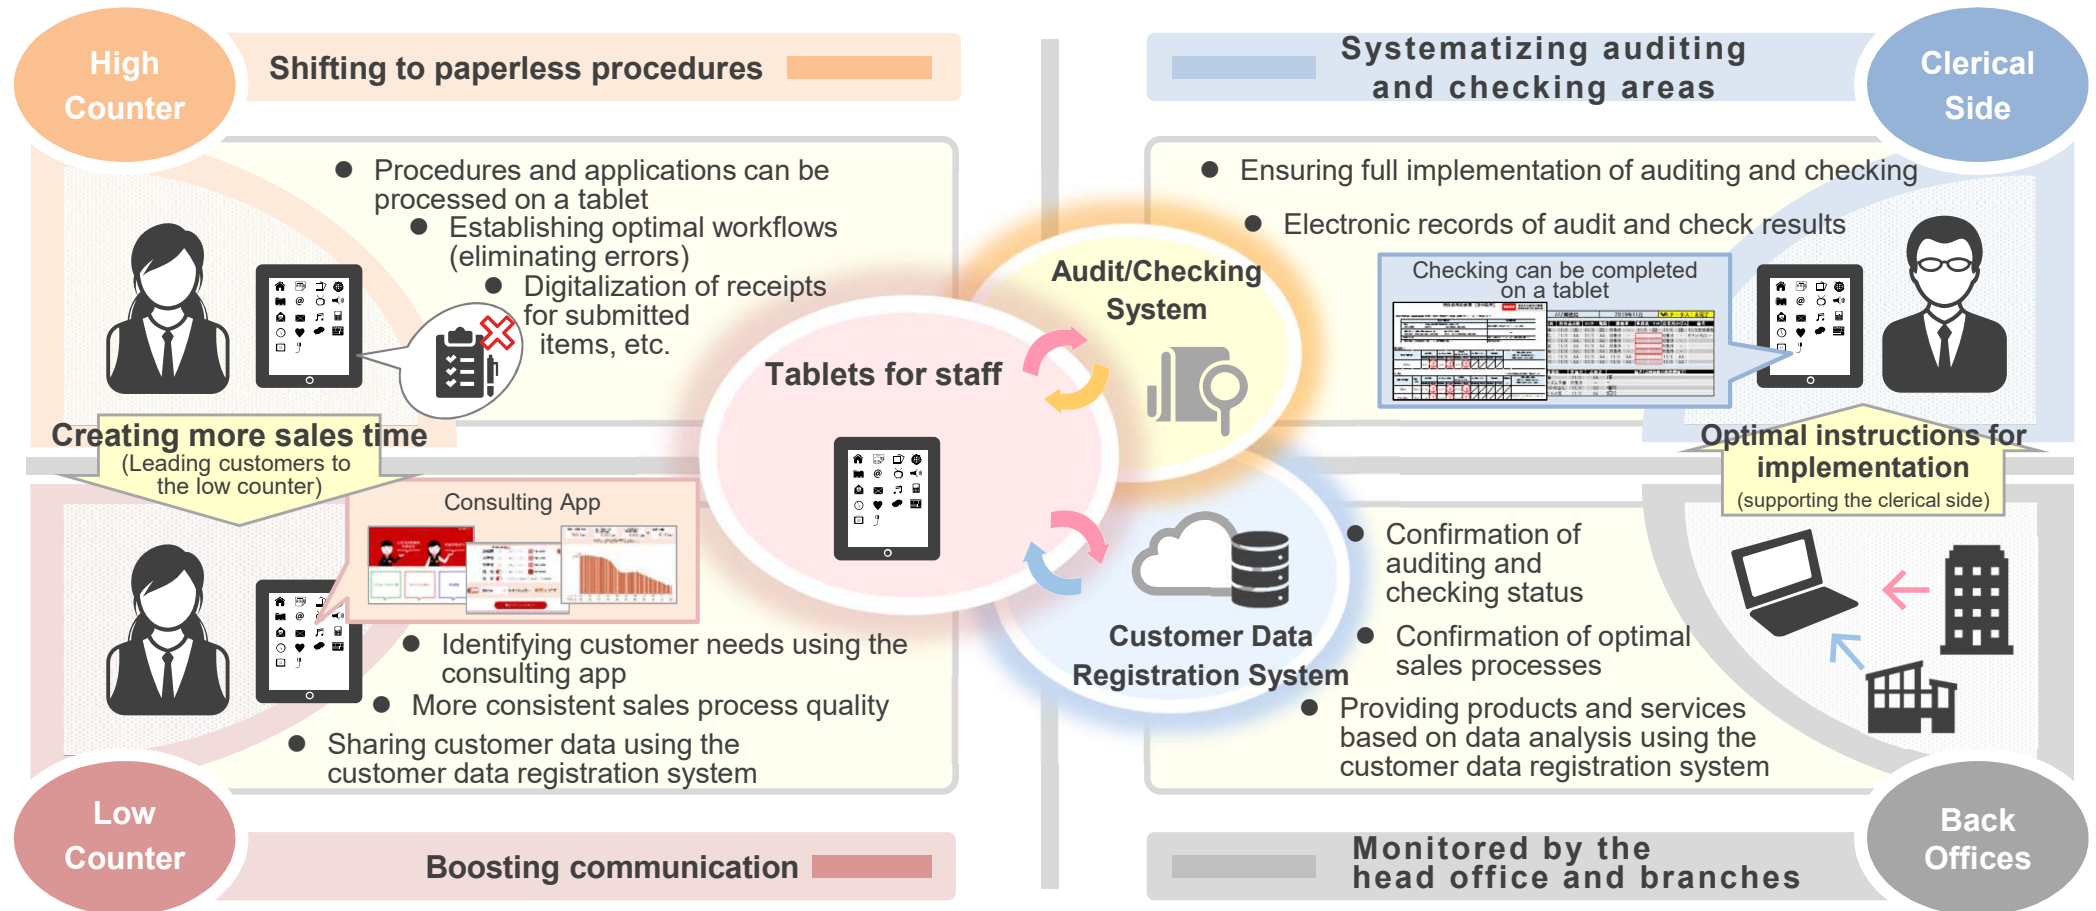 High
Counter
Shifting to paperless procedures
● Procedures and applications can be
processed on a tablet
● Establishing optimal workflows
(eliminating errors)
● Digitalization of receipts
for submitted
items, etc.
Creating more sales time
(Leading customers to
the low counter)
Systematizing auditing
and checking areas
Clerical
Side
● Ensuring full implementation of auditing and checking
● Electronic records of audit and check results
Checking can be completed
on a tablet
Optimal instructions for
implementation
(supporting the clerical side)
Audit/Checking
System
Tablets for staff
Customer Data
Registration System
Consulting App
● Identifying customer needs using the
consulting app
● More consistent sales process quality
● Sharing customer data using the
customer data registration system
Low
Counter
Boosting communication
● Confirmation of
auditing and
checking status
● Confirmation of optimal
sales processes
● Providing products and services
based on data analysis using the
customer data registration system
Monitored by the
head office and branches
Back
Offices